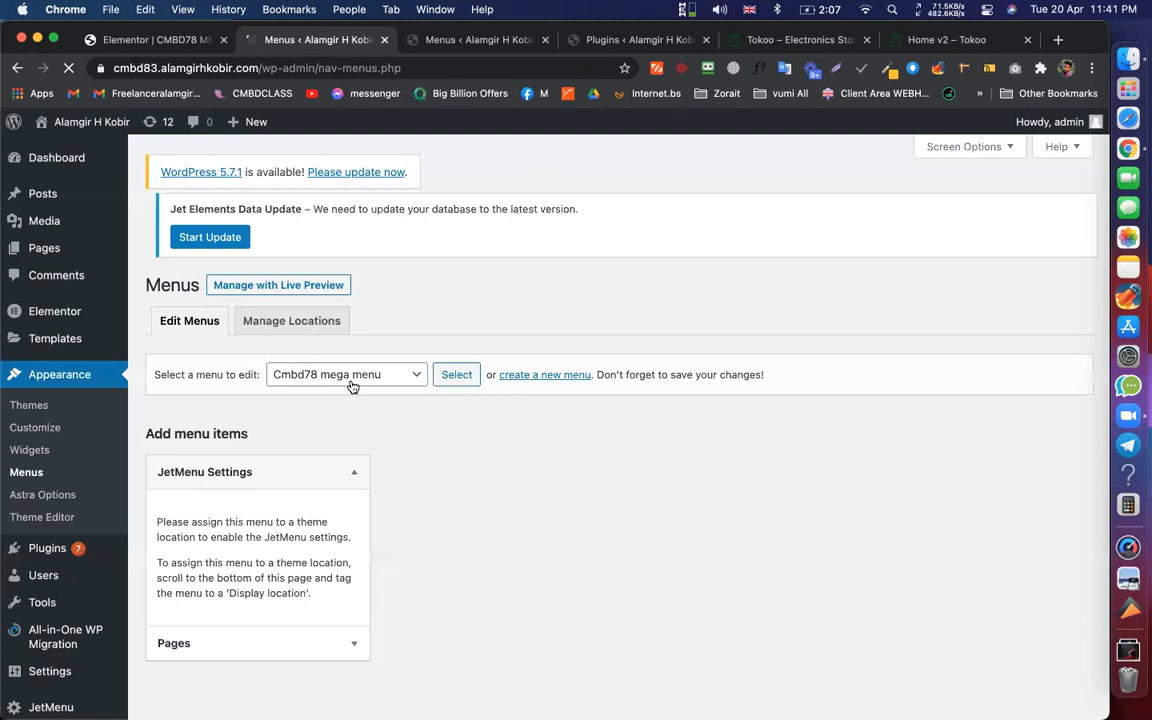 Chrome File Edit View History Bookmarks People Tab Window Help 71.5KB/s 482.6KB/s 2:07 Tue 20 Apr 11:41 PM
Elementor | CMBD78 M Menus ‹ Alamgir H Kobir Menus ‹ Alamgir H Kobir Plugins ‹ Alamgir H Kob Tokoo – Electronics Sto Home v2 – Tokoo
cmbd83.alamgirhkobir.com/wp-admin/nav-menus.php
Apps Freelanceralamgir... CMBDCLASS messenger Big Billion Offers M Internet.bs Zorait vumi All Client Area WEBH... » Other Bookmarks
Alamgir H Kobir 12 0 New Howdy, admin
Screen Options Help
Dashboard
Posts
Media
Pages
Comments
Elementor
Templates
Appearance
Themes
Customize
Widgets
Menus
Astra Options
Theme Editor
Plugins 7
Users
Tools
All-in-One WP
Migration
Settings
JetMenu
WordPress 5.7.1 is available! Please update now.
Jet Elements Data Update – We need to update your database to the latest version.
Start Update
Menus Manage with Live Preview
Edit Menus Manage Locations
Select a menu to edit: Cmbd78 mega menu Select or create a new menu. Don't forget to save your changes!
Add menu items
JetMenu Settings
Please assign this menu to a theme
location to enable the JetMenu settings.
To assign this menu to a theme location,
scroll to the bottom of this page and tag
the menu to a 'Display location'.
Pages